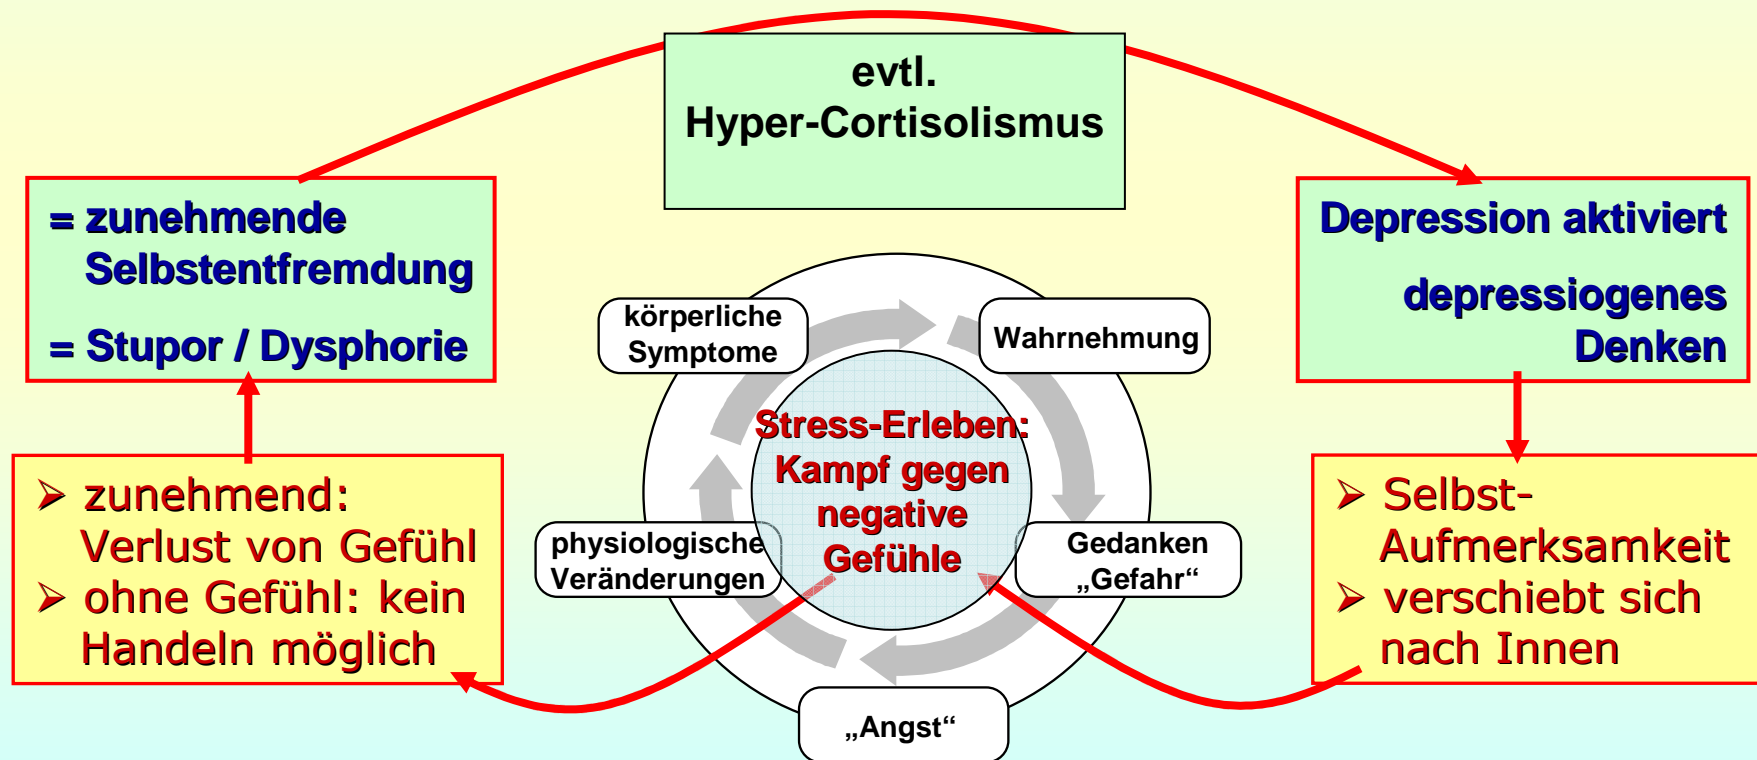 evtl.
Hyper-Cortisolismus
= zunehmende
Selbstentfremdung
= Stupor / Dysphorie
Depression aktiviert
depressiogenes
Denken
körperliche
Symptome
Wahrnehmung
Stress-Erleben:
Kampf gegen
negative
Gefühle
physiologische
Veränderungen
Gedanken
„Gefahr“
„Angst“
➢ zunehmend:
Verlust von Gefühl
➢ ohne Gefühl: kein
Handeln möglich
➢ Selbst-
Aufmerksamkeit
➢ verschiebt sich
nach Innen